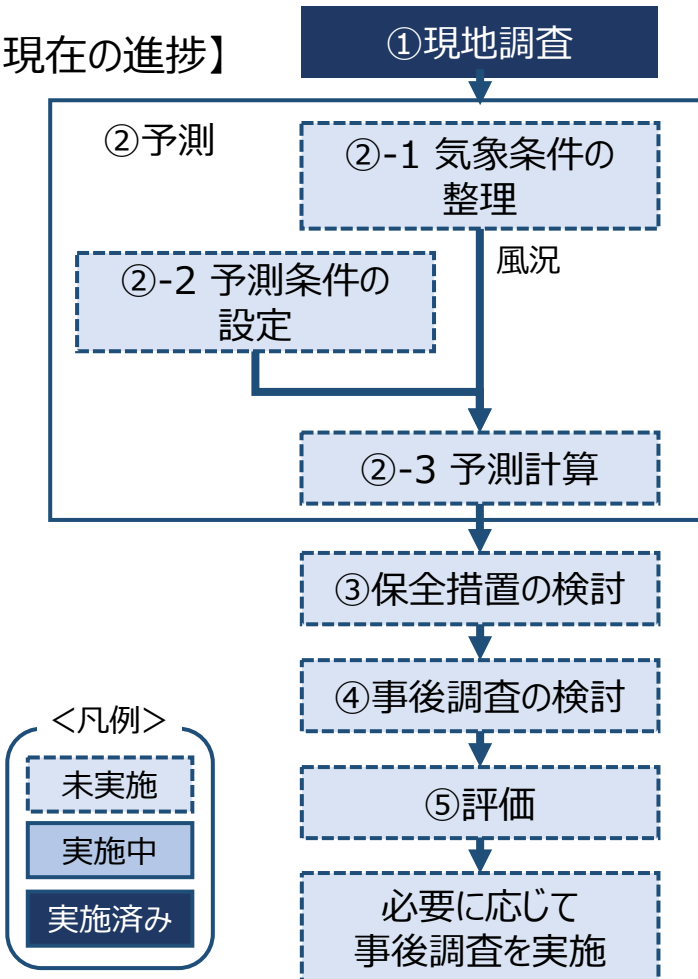 現在の進捗】
①現地調査
②予測
②-1 気象条件の
整理
風況
②-2 予測条件の
設定
②-3 予測計算
③保全措置の検討
④事後調査の検討
⑤評価
必要に応じて
事後調査を実施
＜凡例＞
未実施
実施中
実施済み